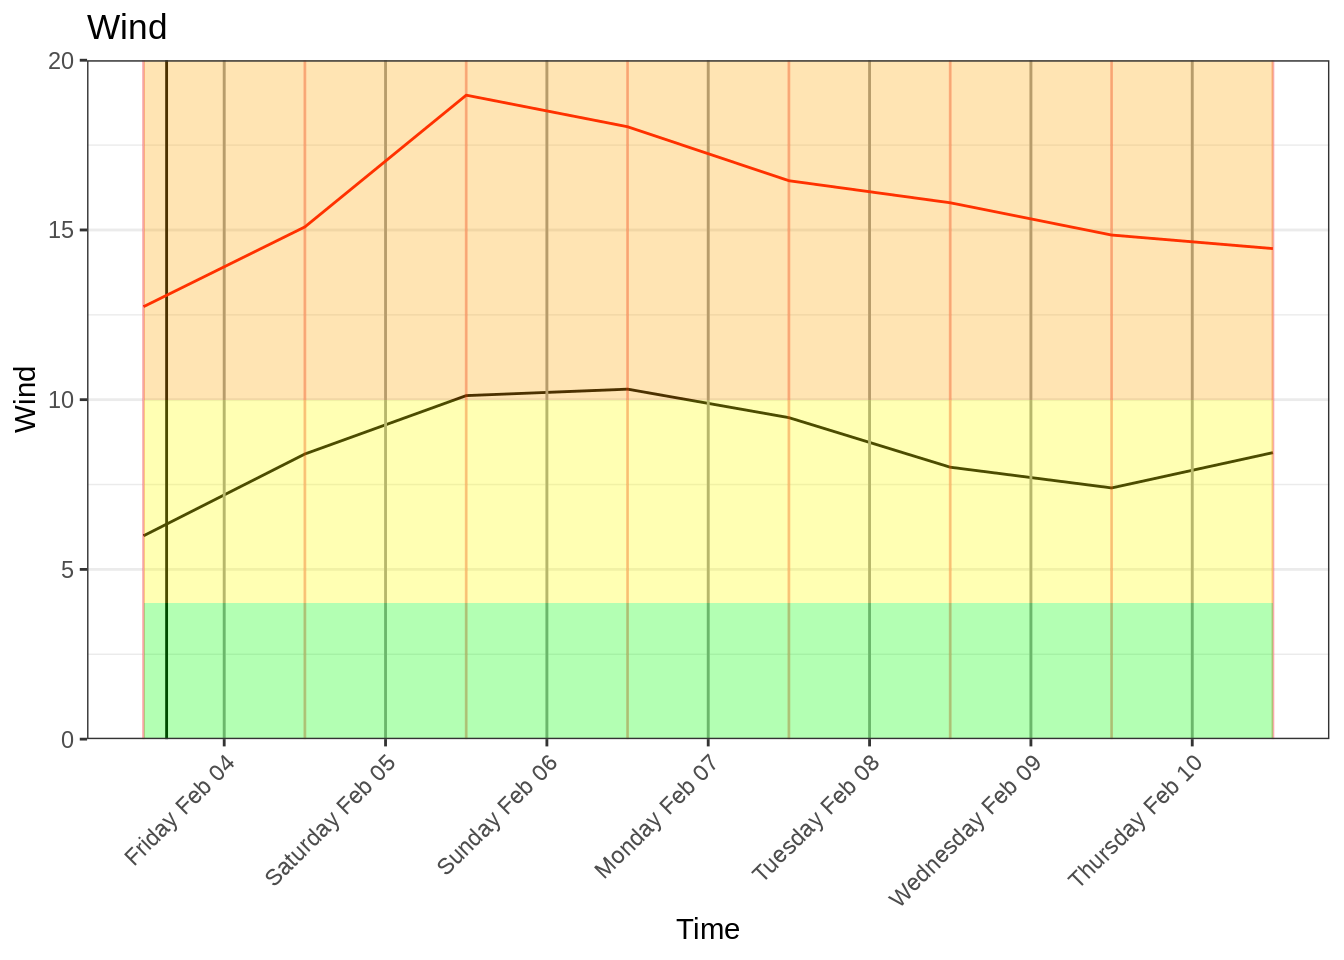 Wind
20
15
10
5
0
Wind
Friday Feb 04
Saturday Feb 05
Sunday Feb 06
Monday Feb 07
Tuesday Feb 08
Wednesday Feb 09
Thursday Feb 10
Time